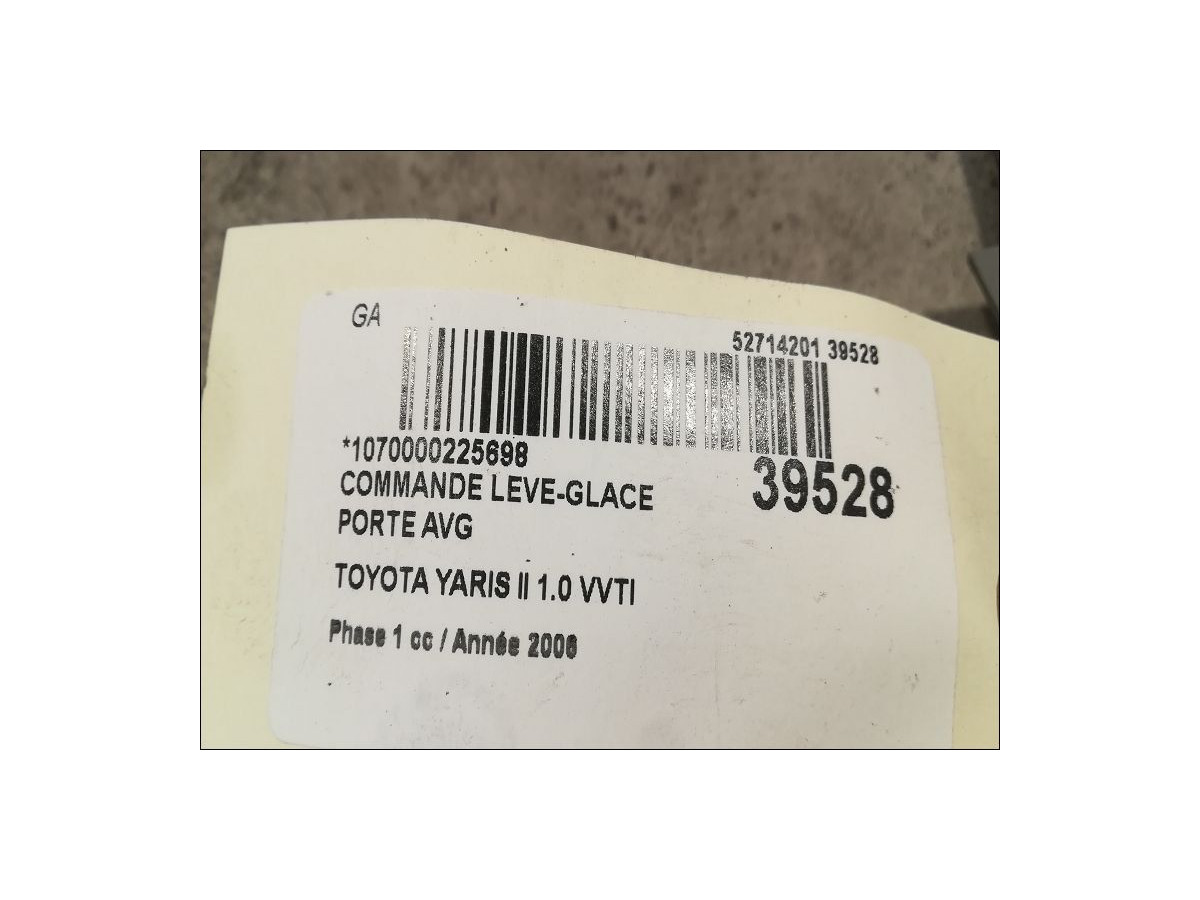 GA
52714201 39528
*1070000225698
39528
COMMANDE LEVE-GLACE
PORTE AVG
TOYOTA YARIS II 1.0 VVTI
Phase 1 cc / Année 2006